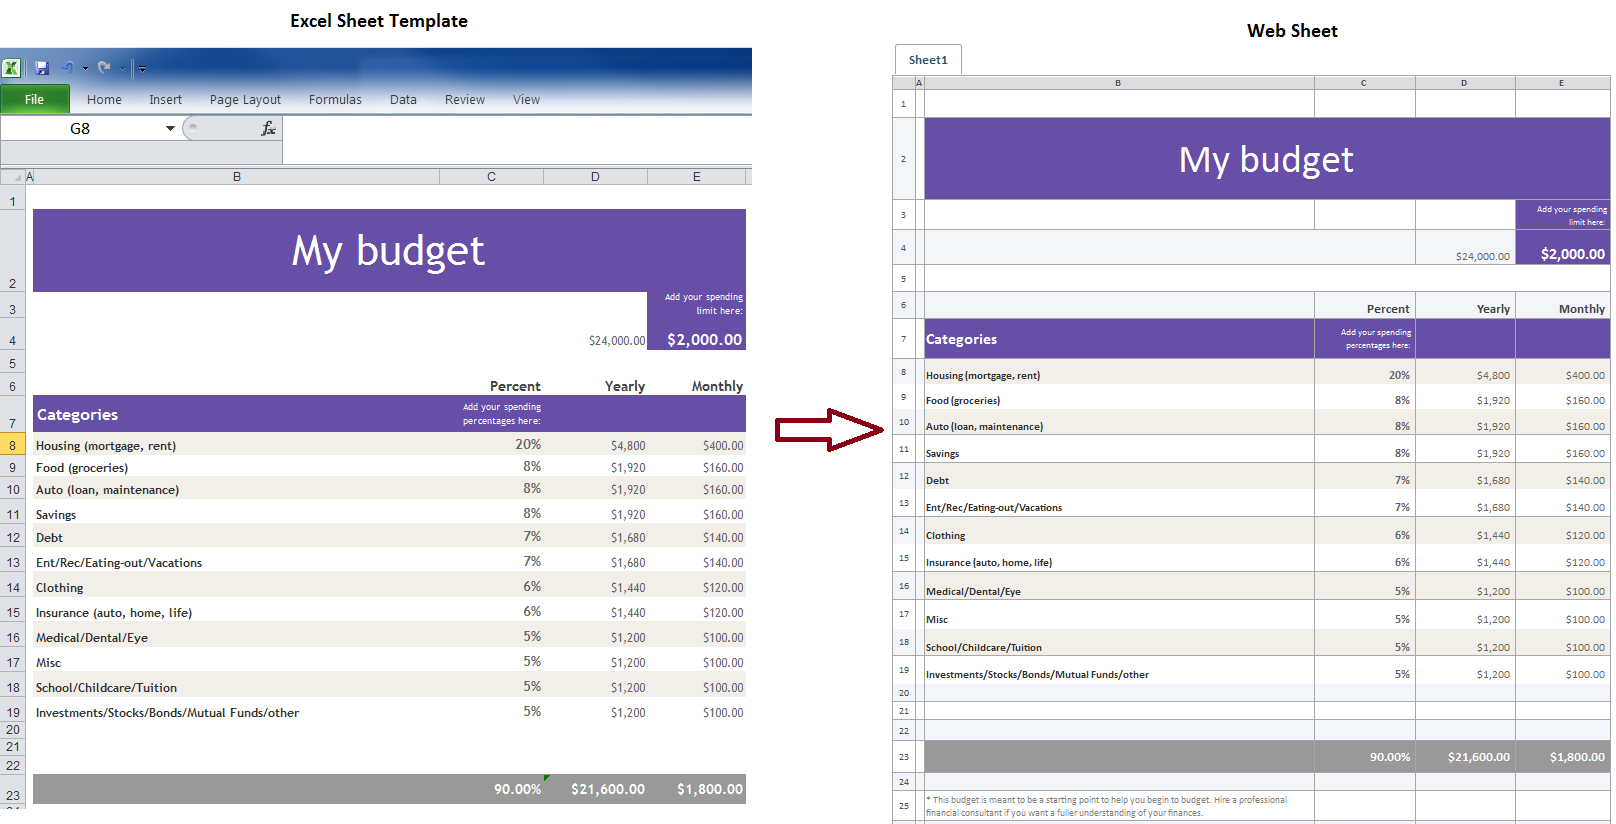 Excel Sheet Template
File Home Insert Page Layout Formulas Data Review View
G8 fx
A B C D E
1
My budget
2
3 Add your spending
limit here:
4 $24,000.00 $2,000.00
5
6 Percent Yearly Monthly
7 Categories Add your spending
percentages here:
8 Housing (mortgage, rent) 20% $4,800 $400.00
9 Food (groceries) 8% $1,920 $160.00
10 Auto (loan, maintenance) 8% $1,920 $160.00
11 Savings 8% $1,920 $160.00
12 Debt 7% $1,680 $140.00
13 Ent/Rec/Eating-out/Vacations 7% $1,680 $140.00
14 Clothing 6% $1,440 $120.00
15 Insurance (auto, home, life) 6% $1,440 $120.00
16 Medical/Dental/Eye 5% $1,200 $100.00
17 Misc 5% $1,200 $100.00
18 School/Childcare/Tuition 5% $1,200 $100.00
19 Investments/Stocks/Bonds/Mutual Funds/other 5% $1,200 $100.00
20
21
22
23 90.00% $21,600.00 $1,800.00
Web Sheet
Sheet1
A B C D E
1
2 My budget
3 Add your spending
limit here:
4 $24,000.00 $2,000.00
5
6 Percent Yearly Monthly
7 Categories Add your spending
percentages here:
8 Housing (mortgage, rent) 20% $4,800 $400.00
9 Food (groceries) 8% $1,920 $160.00
10 Auto (loan, maintenance) 8% $1,920 $160.00
11 Savings 8% $1,920 $160.00
12 Debt 7% $1,680 $140.00
13 Ent/Rec/Eating-out/Vacations 7% $1,680 $140.00
14 Clothing 6% $1,440 $120.00
15 Insurance (auto, home, life) 6% $1,440 $120.00
16 Medical/Dental/Eye 5% $1,200 $100.00
17 Misc 5% $1,200 $100.00
18 School/Childcare/Tuition 5% $1,200 $100.00
19 Investments/Stocks/Bonds/Mutual Funds/other 5% $1,200 $100.00
20
21
22
23 90.00% $21,600.00 $1,800.00
24
25 * This budget is meant to be a starting point to help you begin to budget. Hire a professional
financial consultant if you want a fuller understanding of your finances.